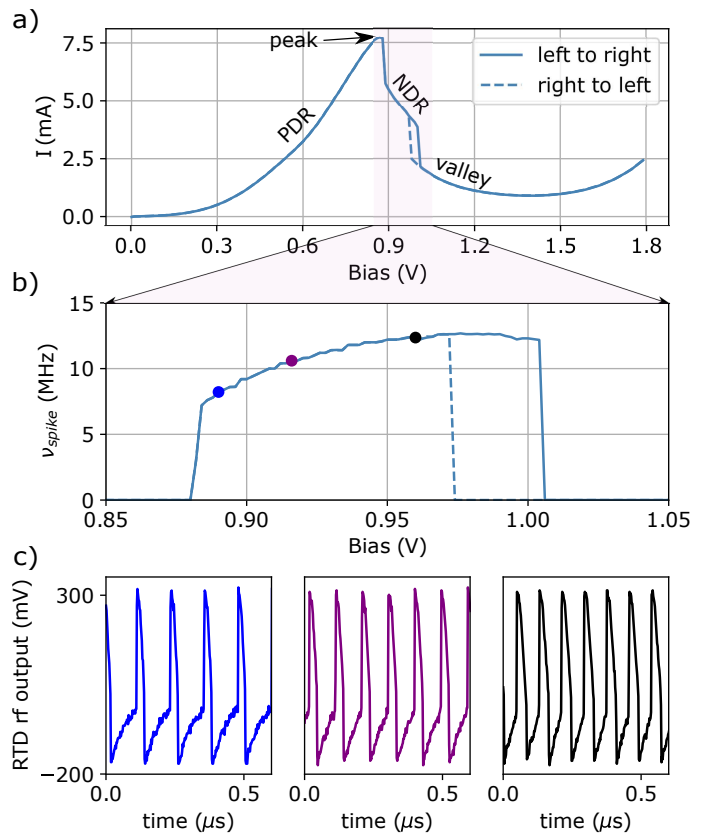 a)
7.5
5.0
2.5
0.0
I (mA)
peak
PDR
NDR
valley
left to right
right to left
0.0 0.3 0.6 0.9 1.2 1.5 1.8
Bias (V)
b)
15
10
5
0
ν_spike (MHz)
0.85 0.90 0.95 1.00 1.05
Bias (V)
c)
300
−200
RTD rf output (mV)
0.0 0.5 0.0 0.5 0.0 0.5
time (μs) time (μs) time (μs)